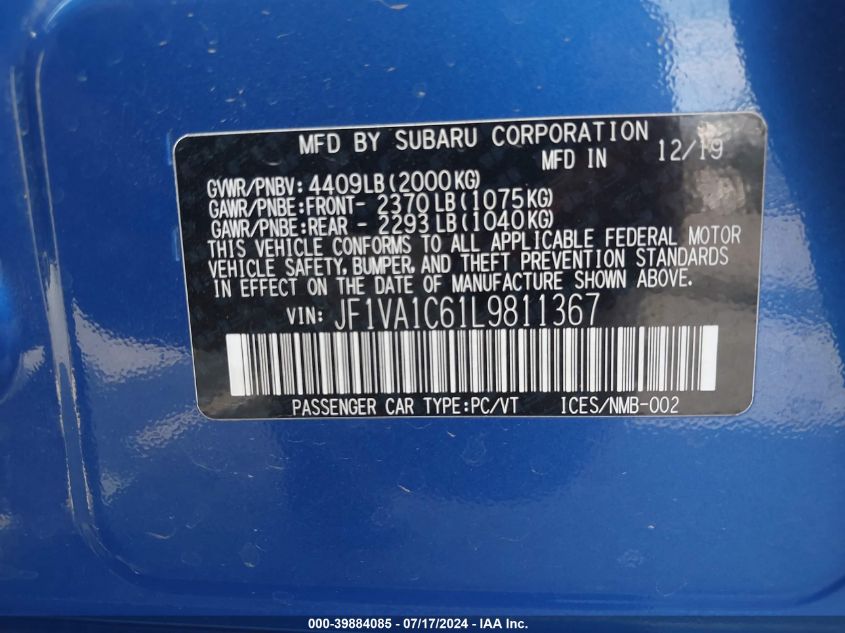 MFD BY SUBARU CORPORATION
MFD IN 12/19
GVWR/PNBV: 4409LB(2000KG)
GAWR/PNBE:FRONT- 2370LB(1075KG)
GAWR/PNBE:REAR - 2293LB(1040KG)
THIS VEHICLE CONFORMS TO ALL APPLICABLE FEDERAL MOTOR
VEHICLE SAFETY, BUMPER, AND THEFT PREVENTION STANDARDS
IN EFFECT ON THE DATE OF MANUFACTURE SHOWN ABOVE.
VIN: JF1VA1C61L9811367
PASSENGER CAR TYPE:PC/VT ICES/NMB-002
000-39884085 - 07/17/2024 - IAA Inc.